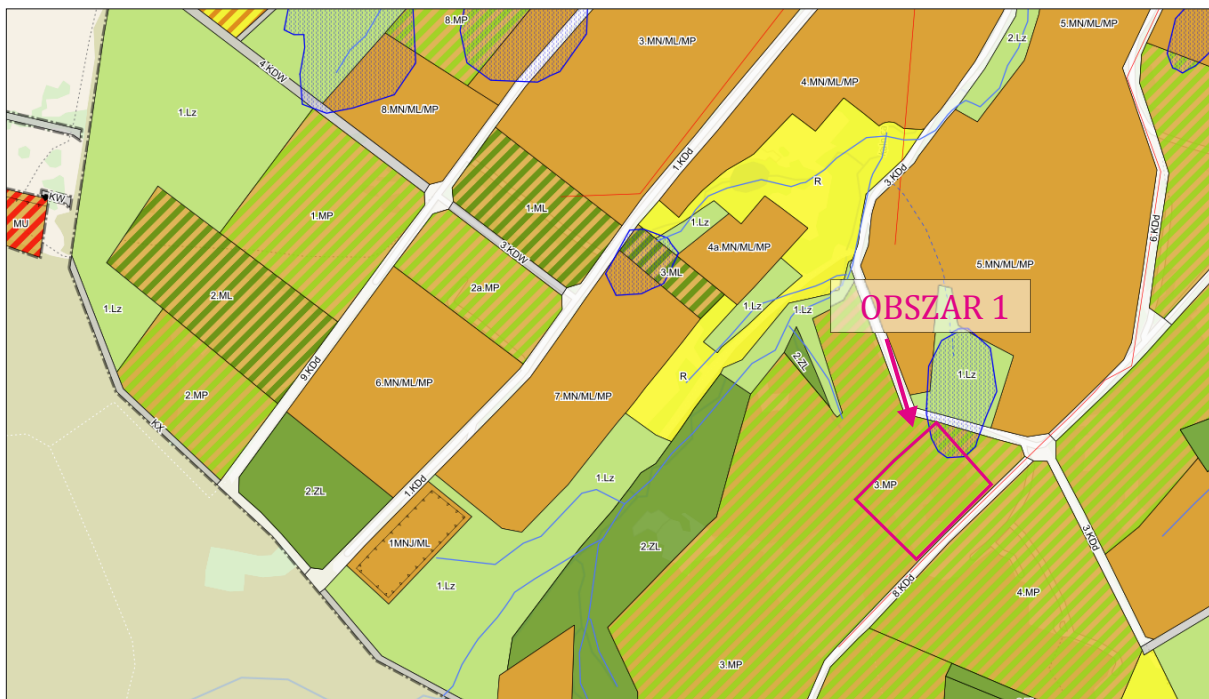 8.MP
3.MN/ML/MP
5.MN/ML/MP
2.Lz
4.KDW
4.MN/ML/MP
1.Lz
8.MN/ML/MP
1.KDd
R
3.KDd
KW
1.MP
1.ML
1.Lz
MU
6.KDd
3.KDW
4a.MN/ML/MP
5.MN/ML/MP
3.ML
2.ML
2a.MP
1.Lz
1.Lz
1.Lz
OBSZAR 1
2.ZL
9.KDd
6.MN/ML/MP
R
1.Lz
2.MP
7.MN/ML/MP
KX
1.Lz
3.MP
1.KDd
2.ZL
3.KDd
1MNJ/ML
2.ZL
8.KDd
1.Lz
4.MP
3.MP